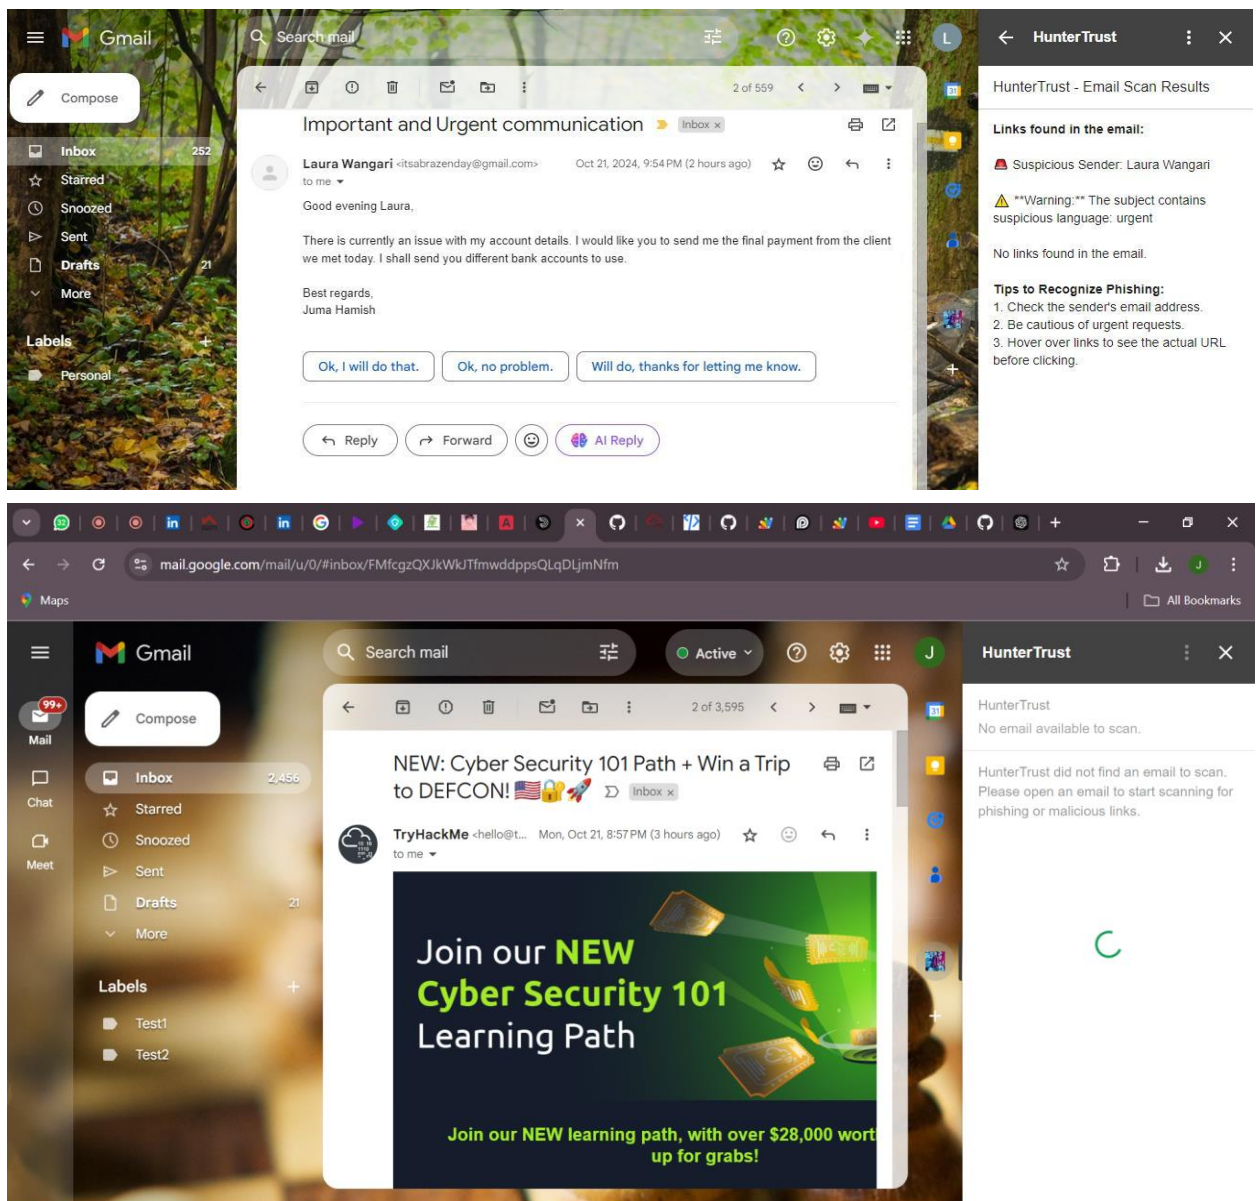 Gmail
Search mail
L
HunterTrust
Compose
2 of 559
31
HunterTrust - Email Scan Results
Important and Urgent communication
Inbox ×
Links found in the email:
Inbox 252
Starred
Snoozed
Sent
Drafts 21
More
Labels
Personal
Laura Wangari <itsabrazenday@gmail.com>
Oct 21, 2024, 9:54 PM (2 hours ago)
to me
Good evening Laura,
There is currently an issue with my account details. I would like you to send me the final payment from the client
we met today. I shall send you different bank accounts to use.
Best regards,
Juma Hamish
Ok, I will do that.
Ok, no problem.
Will do, thanks for letting me know.
Reply
Forward
AI Reply
Suspicious Sender: Laura Wangari
**Warning:** The subject contains
suspicious language: urgent
No links found in the email.
Tips to Recognize Phishing:
1. Check the sender's email address.
2. Be cautious of urgent requests.
3. Hover over links to see the actual URL
before clicking.
mail.google.com/mail/u/0/#inbox/FMfcgzQXJkWkJTfmwddppsQLqDLjmNfm
J
Maps
All Bookmarks
Gmail
Search mail
Active
J
HunterTrust
99+
Mail
Chat
Meet
Compose
Inbox 2,456
Starred
Snoozed
Sent
Drafts 21
More
Labels
Test1
Test2
2 of 3,595
31
NEW: Cyber Security 101 Path + Win a Trip
to DEFCON!
Inbox ×
TryHackMe <hello@t...
Mon, Oct 21, 8:57 PM (3 hours ago)
to me
Join our NEW
Cyber Security 101
Learning Path
Join our NEW learning path, with over $28,000 wort
up for grabs!
HunterTrust
No email available to scan.
HunterTrust did not find an email to scan.
Please open an email to start scanning for
phishing or malicious links.